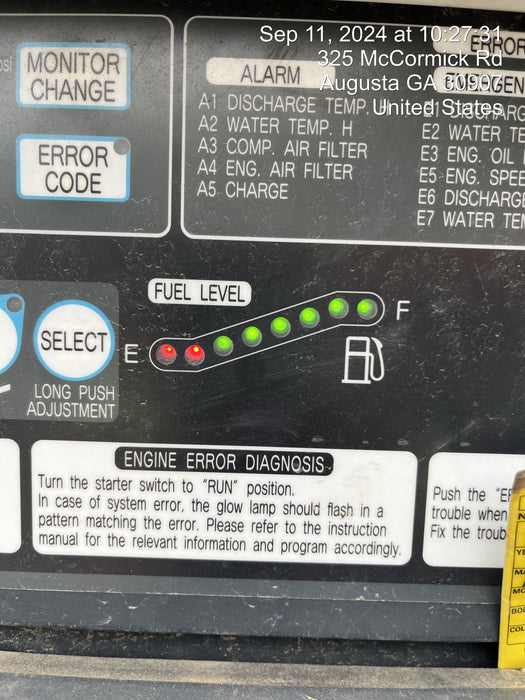 Sep 11, 2024 at 10:27:31
325 McCormick Rd
Augusta GA 30907
United States
psi
MONITOR
CHANGE
ERROR
CODE
ALARM
A1 DISCHARGE TEMP. H
A2 WATER TEMP. H
A3 COMP. AIR FILTER
A4 ENG. AIR FILTER
A5 CHARGE
ERROR
E2 WATER TE
E3 ENG. OIL
E5 ENG. SPEE
E6 DISCHARGE
E7 WATER TEM
FUEL LEVEL
E
F
SELECT
LONG PUSH
ADJUSTMENT
ENGINE ERROR DIAGNOSIS
Turn the starter switch to "RUN" position.
In case of system error, the glow lamp should flash in a
pattern matching the error. Please refer to the instruction
manual for the relevant information and program accordingly.
Push the "E
trouble when
Fix the troub